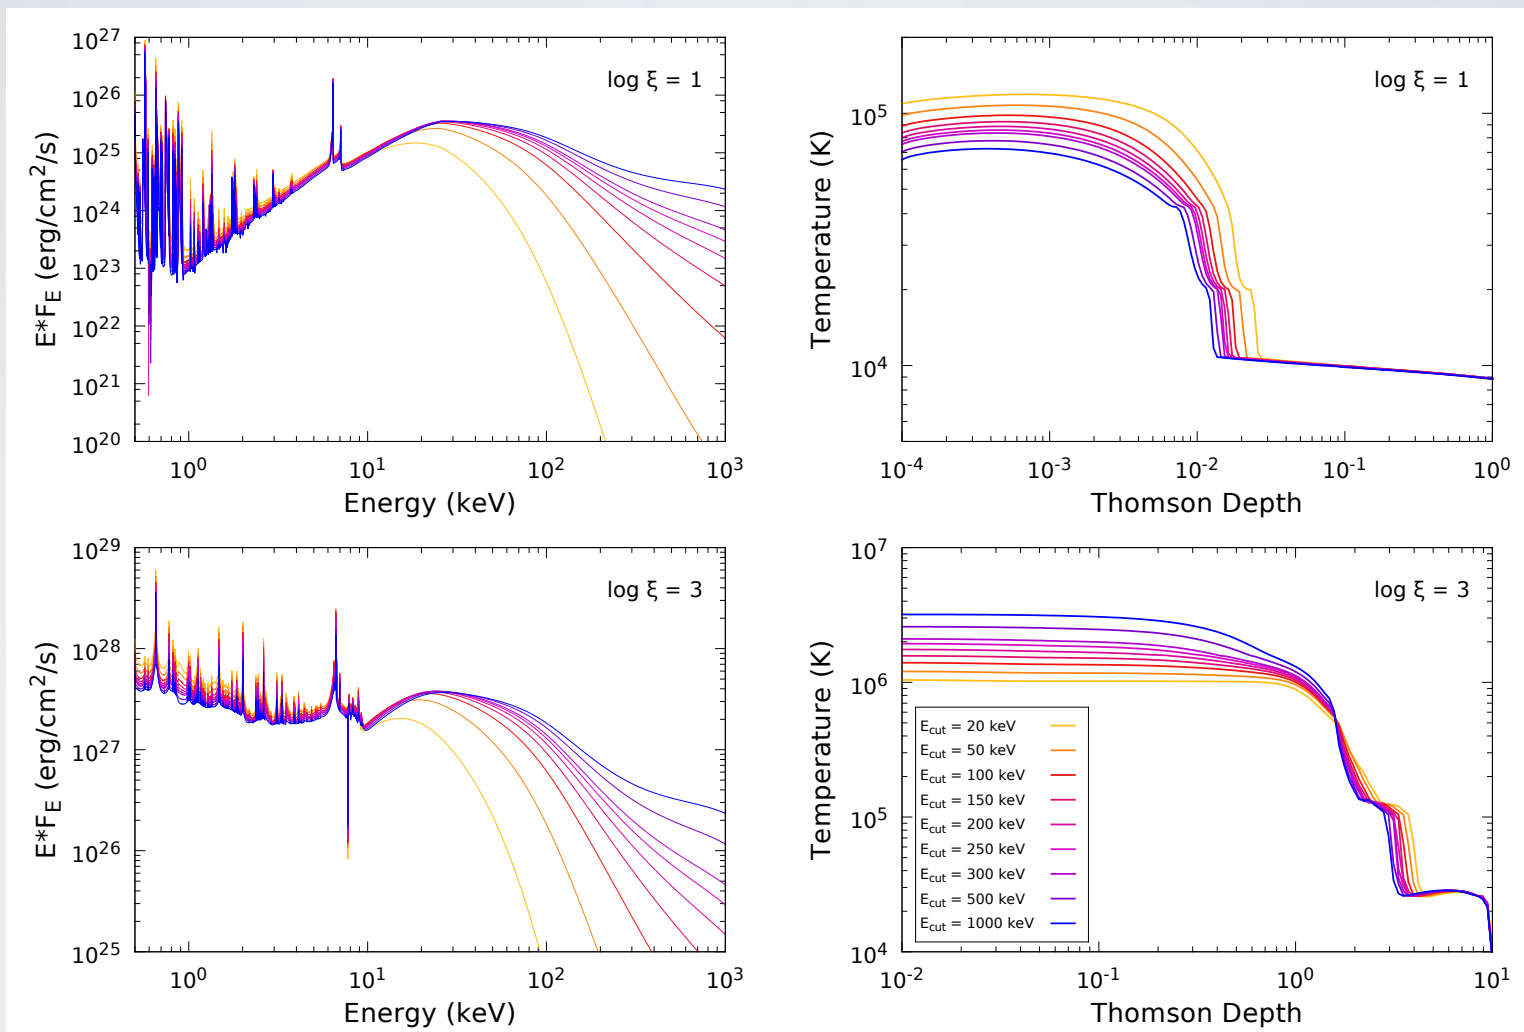 10^27
10^26
10^25
10^24
10^23
10^22
10^21
10^20
E*F_E (erg/cm^2/s)
log ξ = 1
10^0 10^1 10^2 10^3
Energy (keV)
10^5
10^4
Temperature (K)
log ξ = 1
10^-4 10^-3 10^-2 10^-1 10^0
Thomson Depth
10^29
10^28
10^27
10^26
10^25
E*F_E (erg/cm^2/s)
log ξ = 3
10^0 10^1 10^2 10^3
Energy (keV)
10^7
10^6
10^5
10^4
Temperature (K)
log ξ = 3
E_cut = 20 keV
E_cut = 50 keV
E_cut = 100 keV
E_cut = 150 keV
E_cut = 200 keV
E_cut = 250 keV
E_cut = 300 keV
E_cut = 500 keV
E_cut = 1000 keV
10^-2 10^-1 10^0 10^1
Thomson Depth